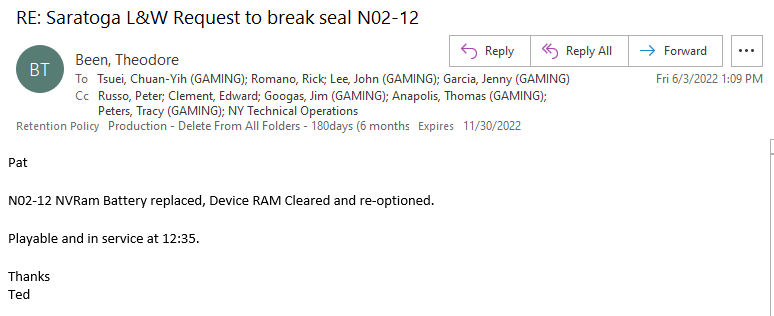 RE: Saratoga L&W Request to break seal N02-12
BT
Been, Theodore
Reply
Reply All
Forward
To Tsuei, Chuan-Yih (GAMING); Romano, Rick; Lee, John (GAMING); Garcia, Jenny (GAMING)
Fri 6/3/2022 1:09 PM
Cc Russo, Peter; Clement, Edward; Googas, Jim (GAMING); Anapolis, Thomas (GAMING);
Peters, Tracy (GAMING); NY Technical Operations
Retention Policy Production - Delete From All Folders - 180days (6 months Expires 11/30/2022
Pat
N02-12 NVRam Battery replaced, Device RAM Cleared and re-optioned.
Playable and in service at 12:35.
Thanks
Ted